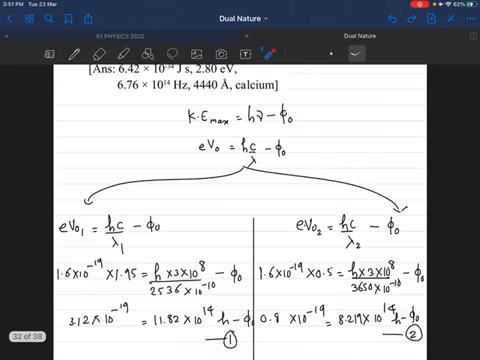 3:51 PM Tue 23 Mar
62%
Dual Nature
XII PHYSICS 2020
Dual Nature
[Ans: 6.42 × 10⁻³⁴ J s, 2.80 eV,
6.76 × 10¹⁴ Hz, 4440 Å, calcium]
K.Emax = hν − ϕ₀
eV₀ = hc/λ − ϕ₀
eV₀₁ = hc/λ₁ − ϕ₀
1.6×10⁻¹⁹ × 1.95 = h×3×10⁸/2536×10⁻¹⁰ − ϕ₀
3.12 × 10⁻¹⁹ = 11.82 × 10¹⁴ h − ϕ₀ —①
eV₀₂ = hc/λ₂ − ϕ₀
1.6×10⁻¹⁹ × 0.5 = h×3×10⁸/3650×10⁻¹⁰ − ϕ₀
0.8 × 10⁻¹⁹ = 8.219 × 10¹⁴ h − ϕ₀ —②
32 of 38